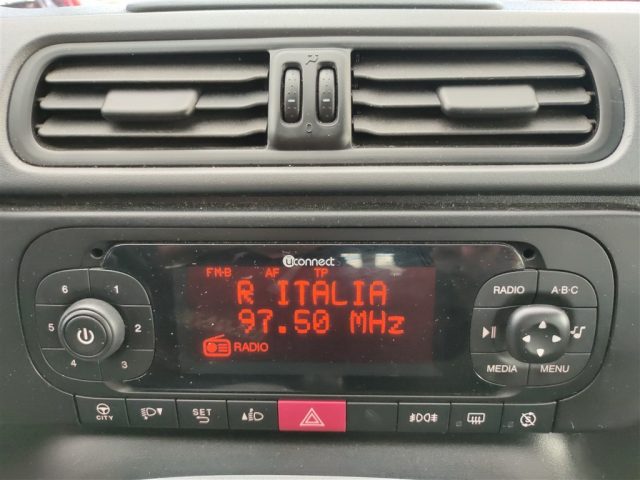 uconnect
FM-B AF TP
R ITALIA
97.50 MHz
RADIO
6 1
5 2
4 3
RADIO A·B·C
MEDIA MENU
CITY SET